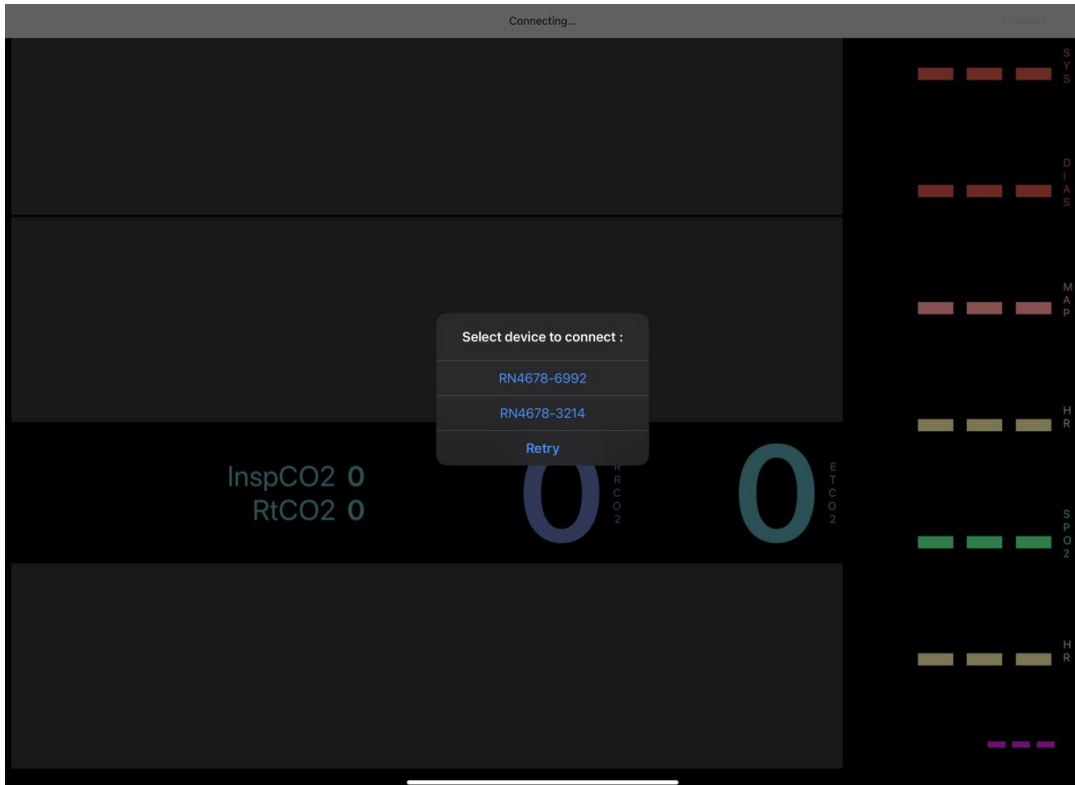 Connecting...
Connect
SYS
DIAS
MAP
Select device to connect :
RN4678-6992
RN4678-3214
Retry
HR
InspCO2 0
RtCO2 0
0 RRCO2
0 ETCO2
SPO2
HR